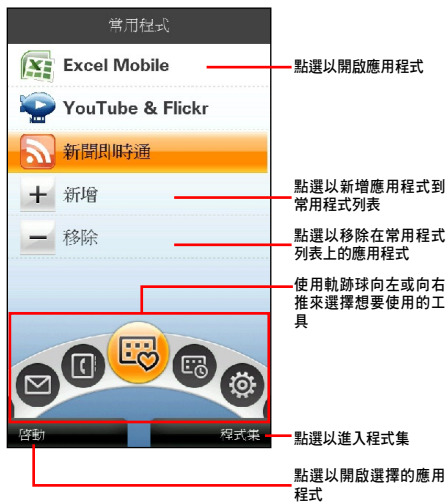 常用程式
Excel Mobile
點選以開啟應用程式
YouTube & Flickr
新聞即時通
新增
點選以新增應用程式到
常用程式列表
移除
點選以移除在常用程式
列表上的應用程式
使用軌跡球向左或向右
推來選擇想要使用的工
具
啓動
程式集
點選以進入程式集
點選以開啟選擇的應用
程式